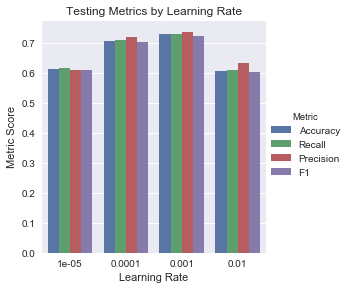 Testing Metrics by Learning Rate
Metric Score
0.7
0.6
0.5
0.4
0.3
0.2
0.1
0.0
1e-05 0.0001 0.001 0.01
Learning Rate
Metric
Accuracy
Recall
Precision
F1